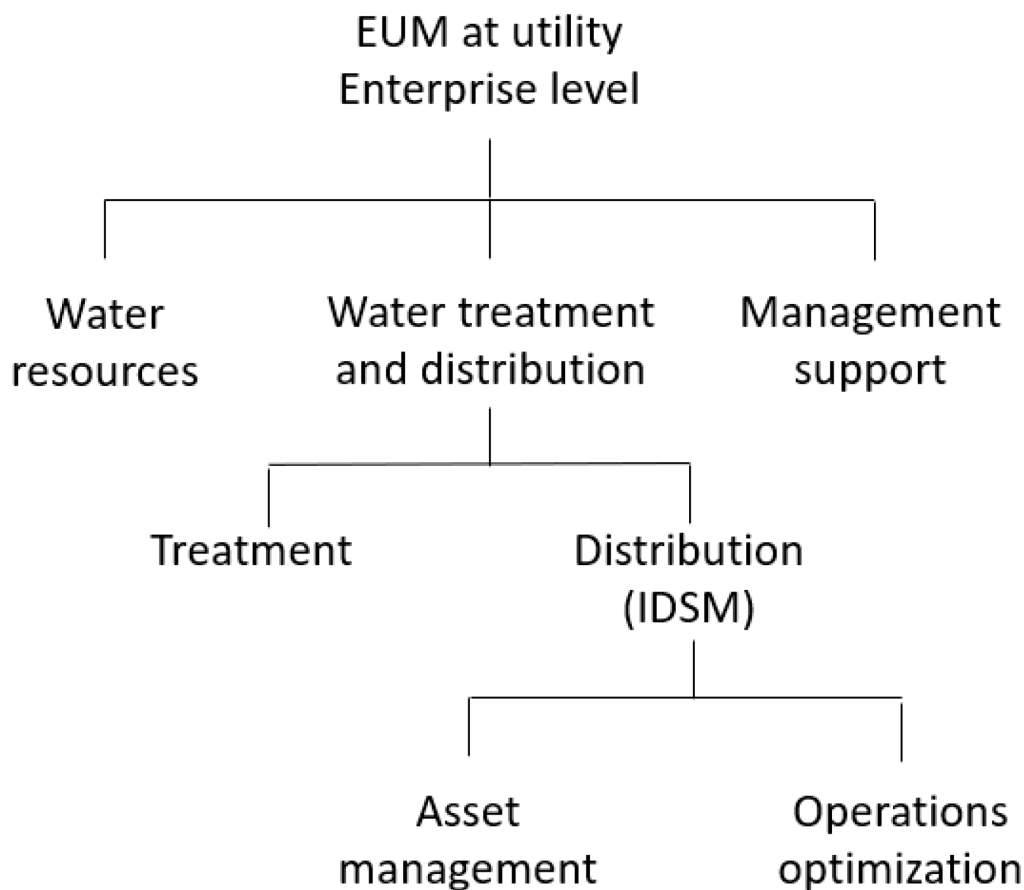 EUM at utility
Enterprise level
Water
resources
Water treatment
and distribution
Management
support
Treatment
Distribution
(IDSM)
Asset
management
Operations
optimization